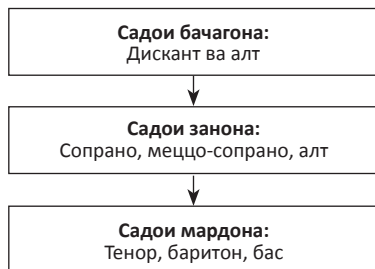 Садои бачагона:
Дискант ва алт
Садои занона:
Сопрано, меццо-сопрано, алт
Садои мардона:
Тенор, баритон, бас